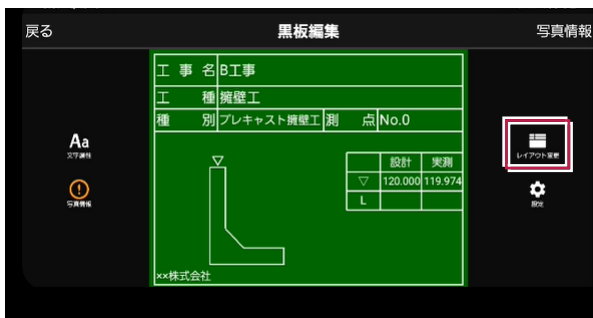 戻る 黒板編集 写真情報
工事名 B工事
工種 擁壁工
種別 プレキャスト擁壁工 測点 No.0
Aa
文字属性
写真情報
設計 実測
▽ 120.000 119.974
L
レイアウト変更
設定
××株式会社